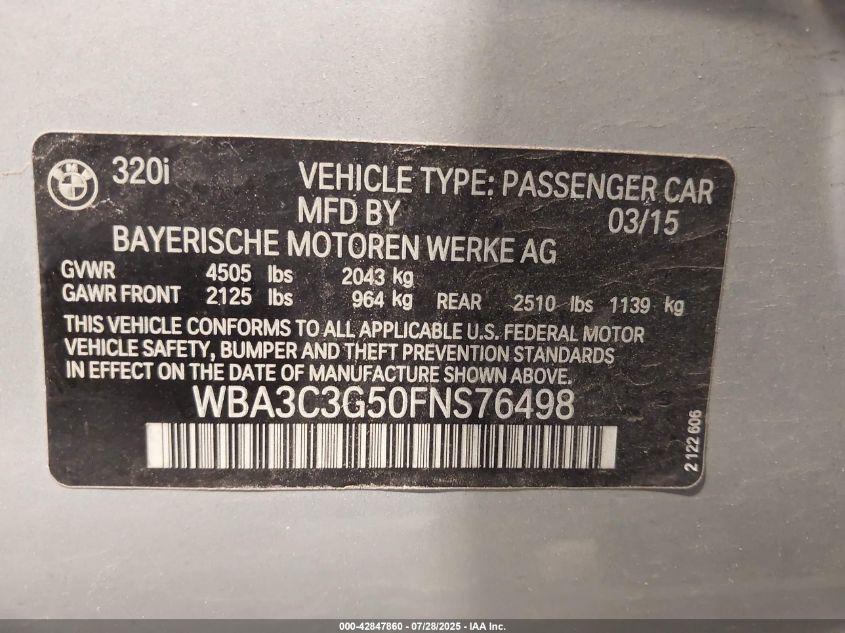 BMW
320i
VEHICLE TYPE: PASSENGER CAR
MFD BY 03/15
BAYERISCHE MOTOREN WERKE AG
GVWR 4505 lbs 2043 kg
GAWR FRONT 2125 lbs 964 kg REAR 2510 lbs 1139 kg
THIS VEHICLE CONFORMS TO ALL APPLICABLE U.S. FEDERAL MOTOR
VEHICLE SAFETY, BUMPER AND THEFT PREVENTION STANDARDS
IN EFFECT ON THE DATE OF MANUFACTURE SHOWN ABOVE.
WBA3C3G50FNS76498
2 122 606
000-42847860 | 07/28/2025 - IAA Inc.